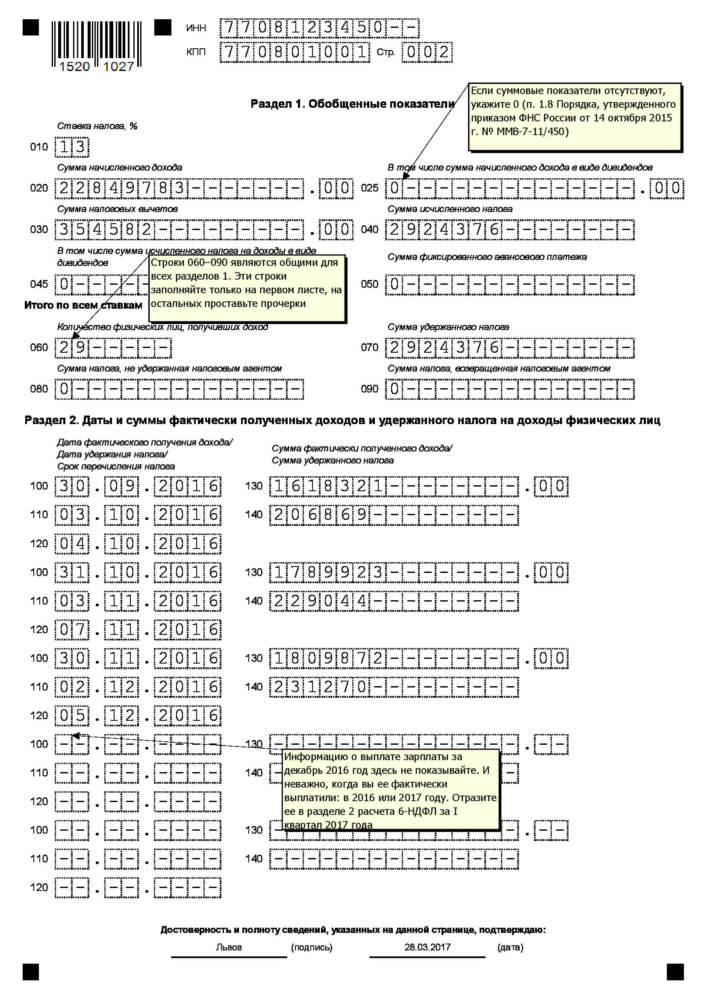 ИНН 7708123450--
КПП 770801001 Стр. 002
1520 1027
Если суммовые показатели отсутствуют,
укажите 0 (п. 1.8 Порядка, утвержденного
приказом ФНС России от 14 октября 2015
г. № ММВ-7-11/450)
Раздел 1. Обобщенные показатели
Ставка налога, %
010 13
Сумма начисленного дохода В том числе сумма начисленного дохода в виде дивидендов
020 22849783-------.00 025 0--------------.00
Сумма налоговых вычетов Сумма исчисленного налога
030 354582---------.00 040 2924376--------
В том числе сумма исчисленного налога на доходы в виде
дивидендов Сумма фиксированного авансового платежа
Строки 060–090 являются общими для
всех разделов 1. Эти строки
заполняйте только на первом листе, на
остальных проставьте прочерки
045 0----- 050 0--------------
Итого по всем ставкам
Количество физических лиц, получивших доход Сумма удержанного налога
060 29----- 070 2924376--------
Сумма налога, не удержанная налоговым агентом Сумма налога, возвращенная налоговым агентом
080 0-------------- 090 0--------------
Раздел 2. Даты и суммы фактически полученных доходов и удержанного налога на доходы физических лиц
Дата фактического получения дохода/
Дата удержания налога/
Срок перечисления налога
Сумма фактически полученного дохода/
Сумма удержанного налога
100 30.09.2016 130 1618321--------.00
110 03.10.2016 140 206869---------
120 04.10.2016
100 31.10.2016 130 1789923--------.00
110 03.11.2016 140 229044---------
120 07.11.2016
100 30.11.2016 130 1809872--------.00
110 02.12.2016 140 231270---------
120 05.12.2016
100 --.--.---- 130 ---------------.--
110 --.--.---- 140 - -
120 --.--.----
Информацию о выплате зарплаты за
декабрь 2016 год здесь не показывайте. И
неважно, когда вы ее фактически
выплатили: в 2016 или 2017 году. Отразите
ее в разделе 2 расчета 6-НДФЛ за I
квартал 2017 года
100 --.--.---- 130 ---------------.--
110 --.--.---- 140 ---------------
120 --.--.----
Достоверность и полноту сведений, указанных на данной странице, подтверждаю:
Львов (подпись) 28.03.2017 (дата)